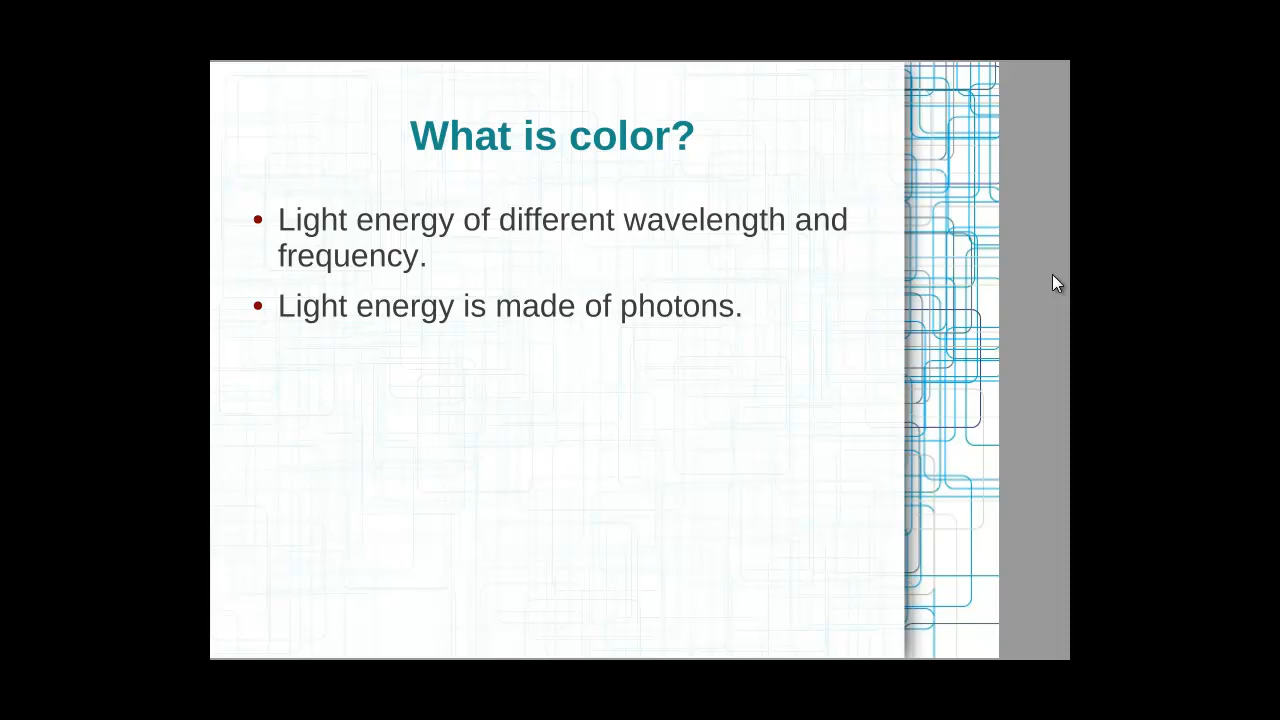 What is color?
• Light energy of different wavelength and
frequency.
• Light energy is made of photons.